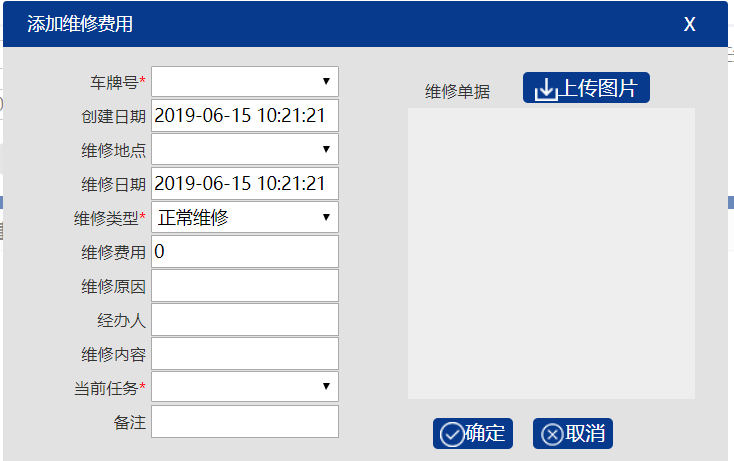 添加维修费用 X
车牌号*
创建日期 2019-06-15 10:21:21
维修地点
维修日期 2019-06-15 10:21:21
维修类型* 正常维修
维修费用 0
维修原因
经办人
维修内容
当前任务*
备注
维修单据 上传图片
确定 取消